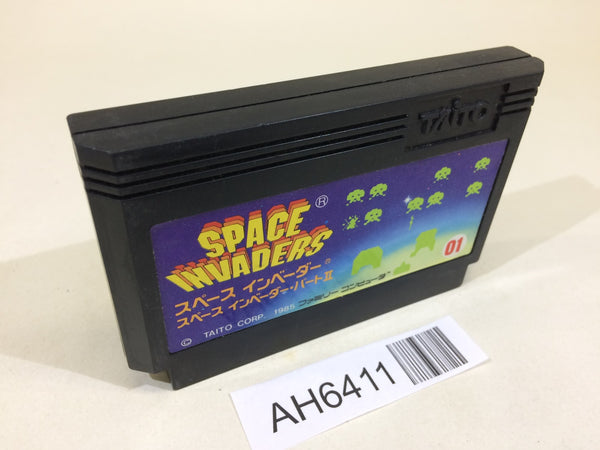 TAITO
SPACE ®
INVADERS
スペース インベーダー®
スペース インベーダー・パートII
© TAITO CORP. 1985 ファミリー コンピュータ
01
AH6411